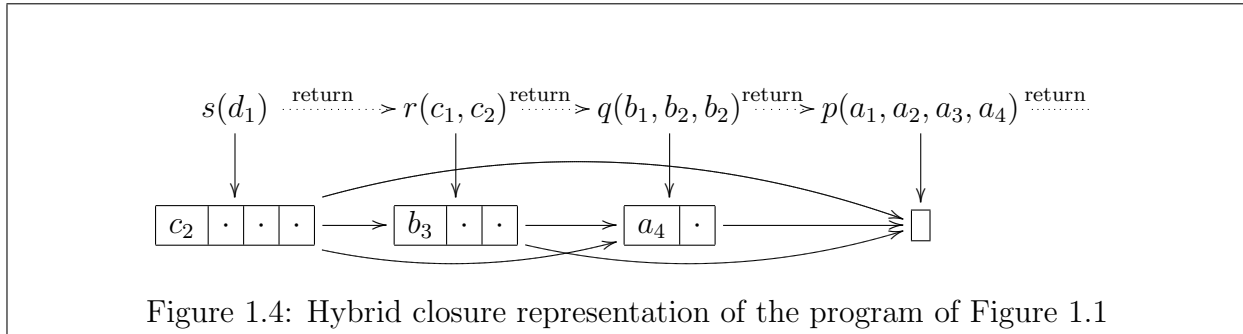 return return return return
s(d₁) r(c₁, c₂) q(b₁, b₂, b₂) p(a₁, a₂, a₃, a₄)
c₂ · · · b₃ · · a₄ ·
Figure 1.4: Hybrid closure representation of the program of Figure 1.1